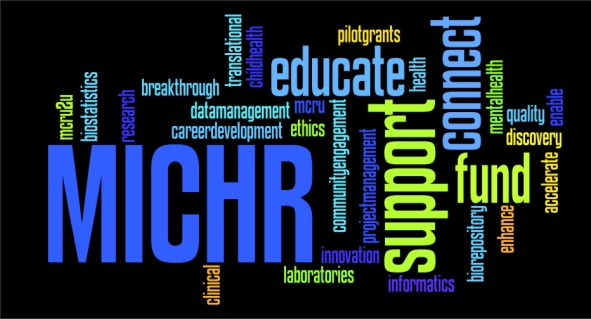 pilotgrants
translational
childhealth
educate
health
connect
mentalhealth
breakthrough
mcru2u
biostatistics
research
datamanagement
mcru
careerdevelopment
ethics
communityengagement
projectmanagement
support
quality
enable
discovery
accelerate
MICHR
fund
biorepository
enhance
innovation
laboratories
clinical
informatics